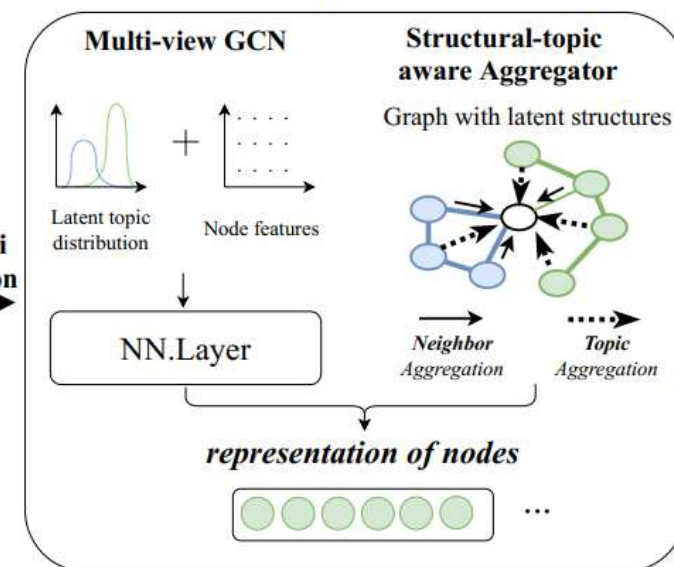 Multi-view GCN
Structural-topic
aware Aggregator
Graph with latent structures
+
Latent topic
distribution
Node features
NN.Layer
Neighbor
Aggregation
Topic
Aggregation
representation of nodes
...